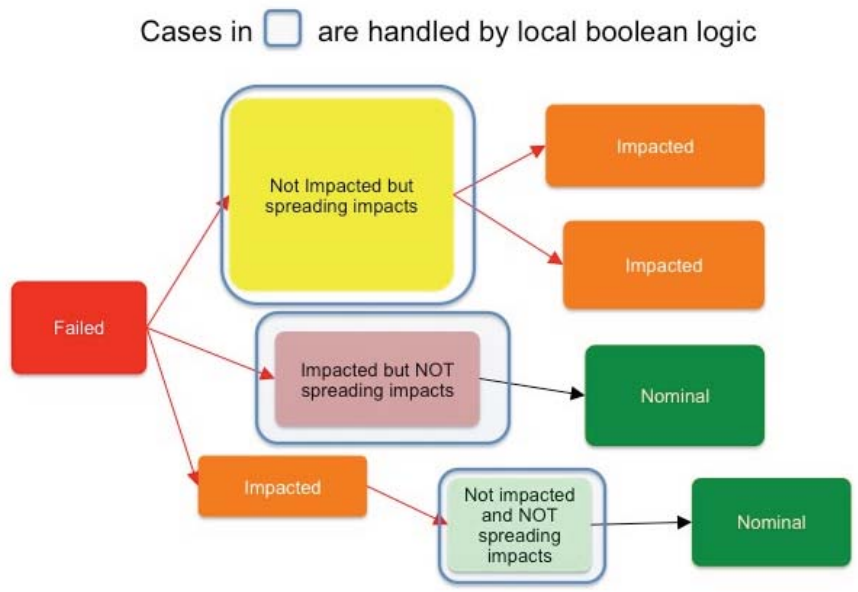 Cases in are handled by local boolean logic
Not Impacted but
spreading impacts
Impacted
Impacted
Failed
Impacted but NOT
spreading impacts
Nominal
Impacted
Not impacted
and NOT
spreading
impacts
Nominal